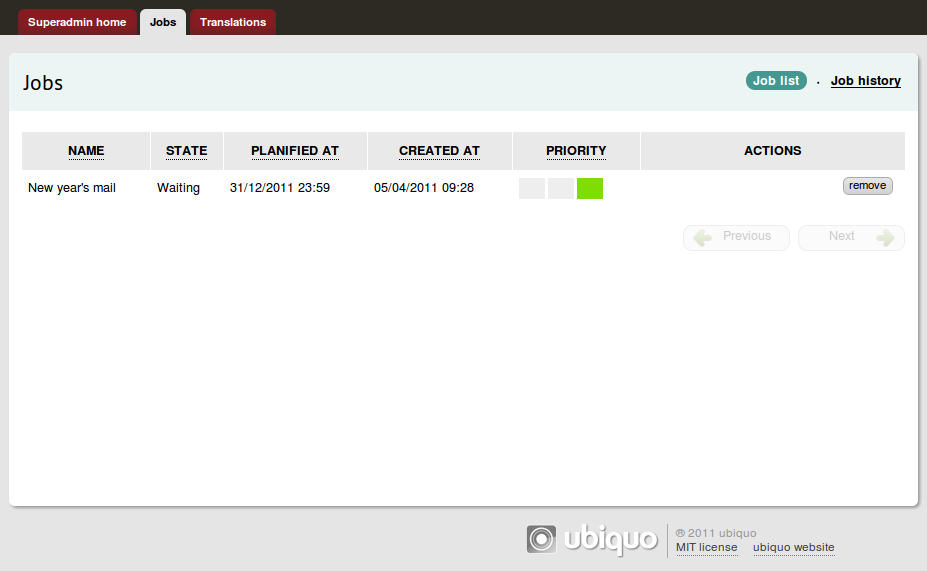 Superadmin home Jobs Translations
Jobs Job list · Job history
NAME STATE PLANIFIED AT CREATED AT PRIORITY ACTIONS
New year's mail Waiting 31/12/2011 23:59 05/04/2011 09:28 remove
Previous Next
ubiquo ® 2011 ubiquo
MIT license ubiquo website